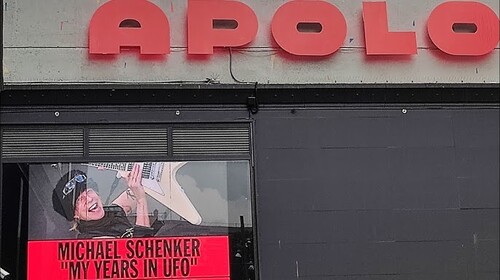 APOLO
MICHAEL SCHENKER
"MY YEARS IN UFO"